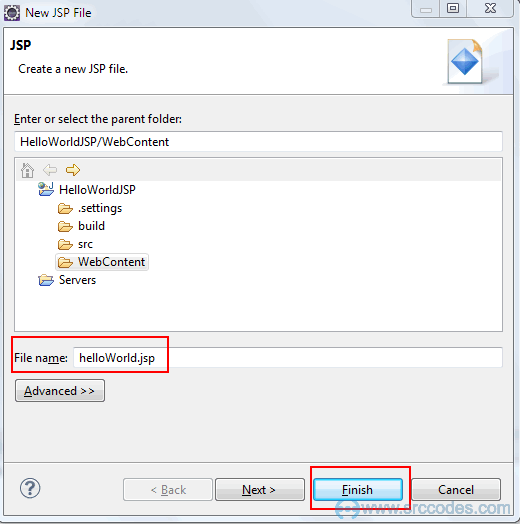 New JSP File
JSP
Create a new JSP file.
Enter or select the parent folder:
HelloWorldJSP/WebContent
HelloWorldJSP
.settings
build
src
WebContent
Servers
File name: helloWorld.jsp
Advanced >>
? < Back Next > Finish Cancel
www.srccodes.com